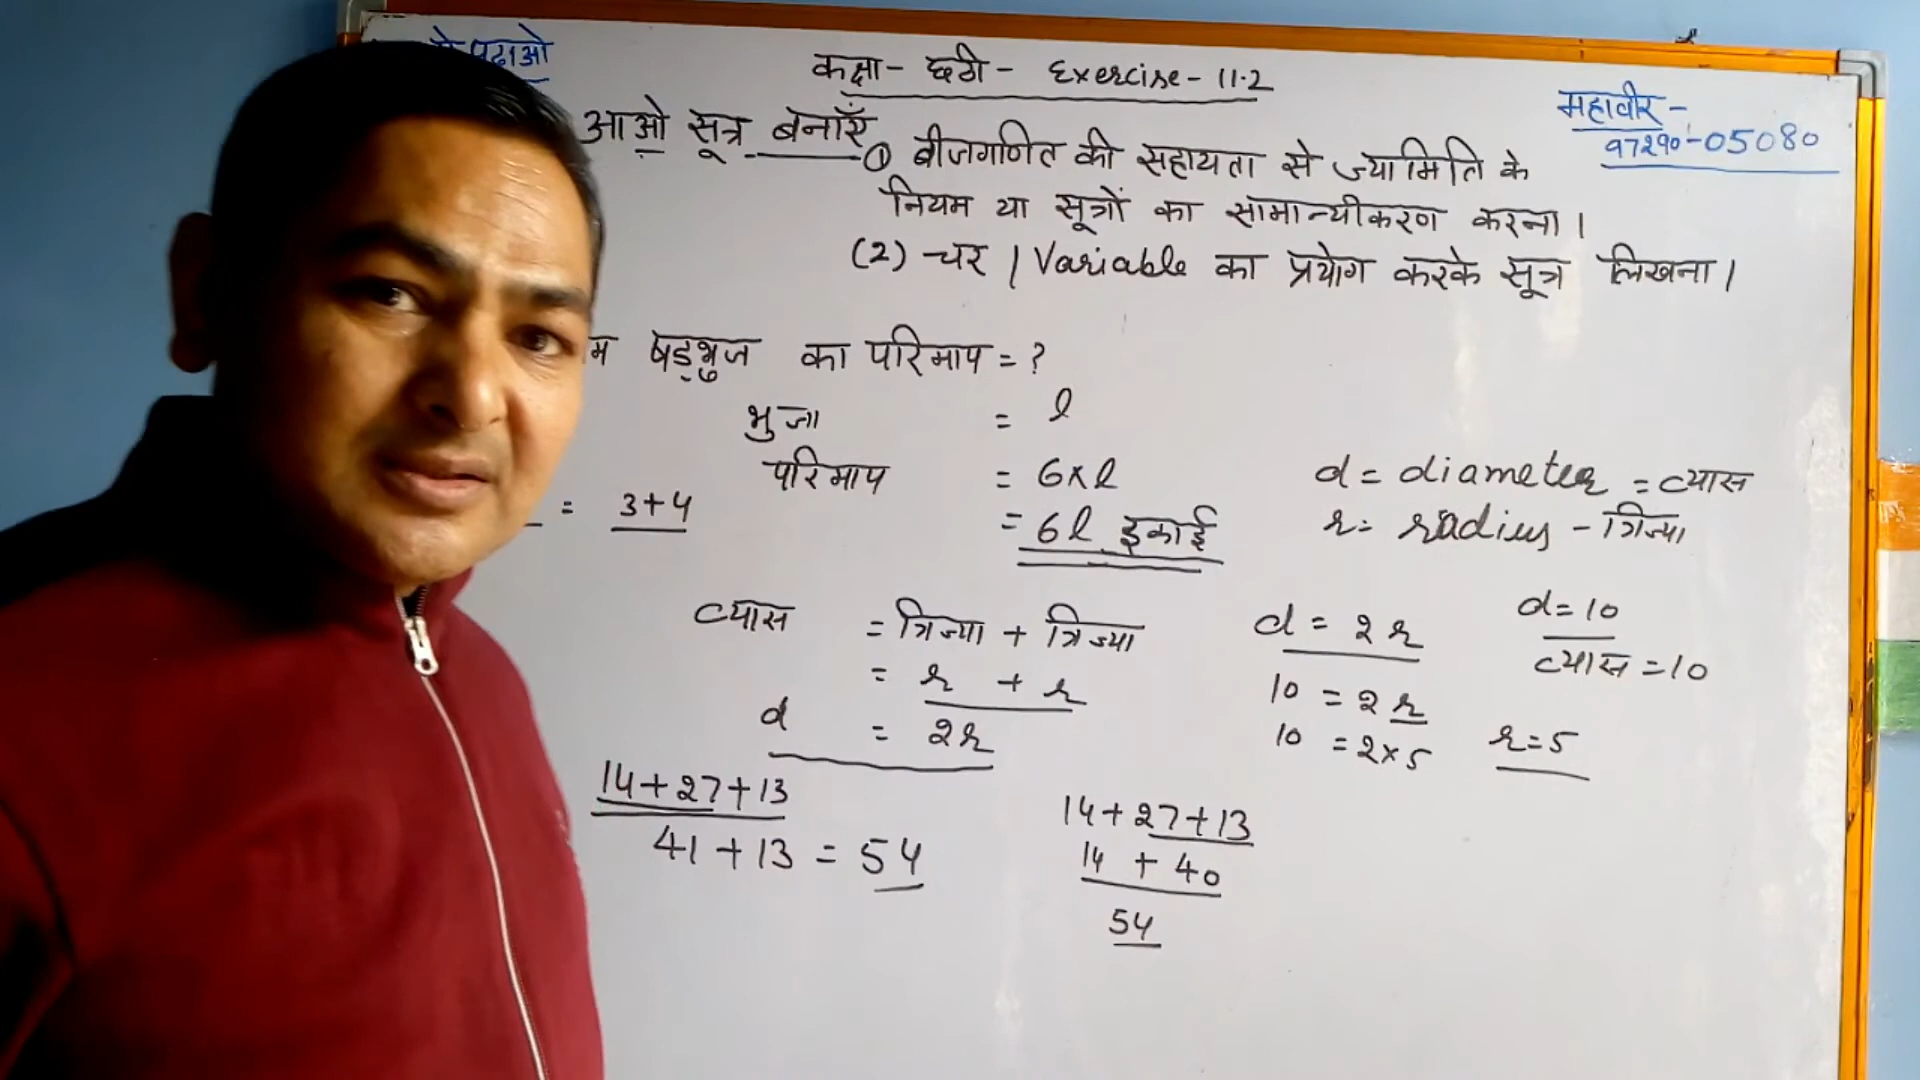 पढाओ
कक्षा - छठी - Exercise - 11.2
महावीर -
97290-05080
आओ सूत्र बनाएँ
① बीजगणित की सहायता से ज्यामिति के
नियम या सूत्रों का सामान्यीकरण करना।
(2) चर / Variable का प्रयोग करके सूत्र लिखना।
म षड्भुज का परिमाप = ?
भुजा = l
परिमाप = 6×l
= 6l इकाई
= 3+4
d = diameter = व्यास
r = radius - त्रिज्या
व्यास = त्रिज्या + त्रिज्या
= r + r
d = 2r
d = 2r
10 = 2r
10 = 2×5
r=5
d=10
व्यास = 10
14+27+13
41+13 = 54
14+27+13
14 + 40
54